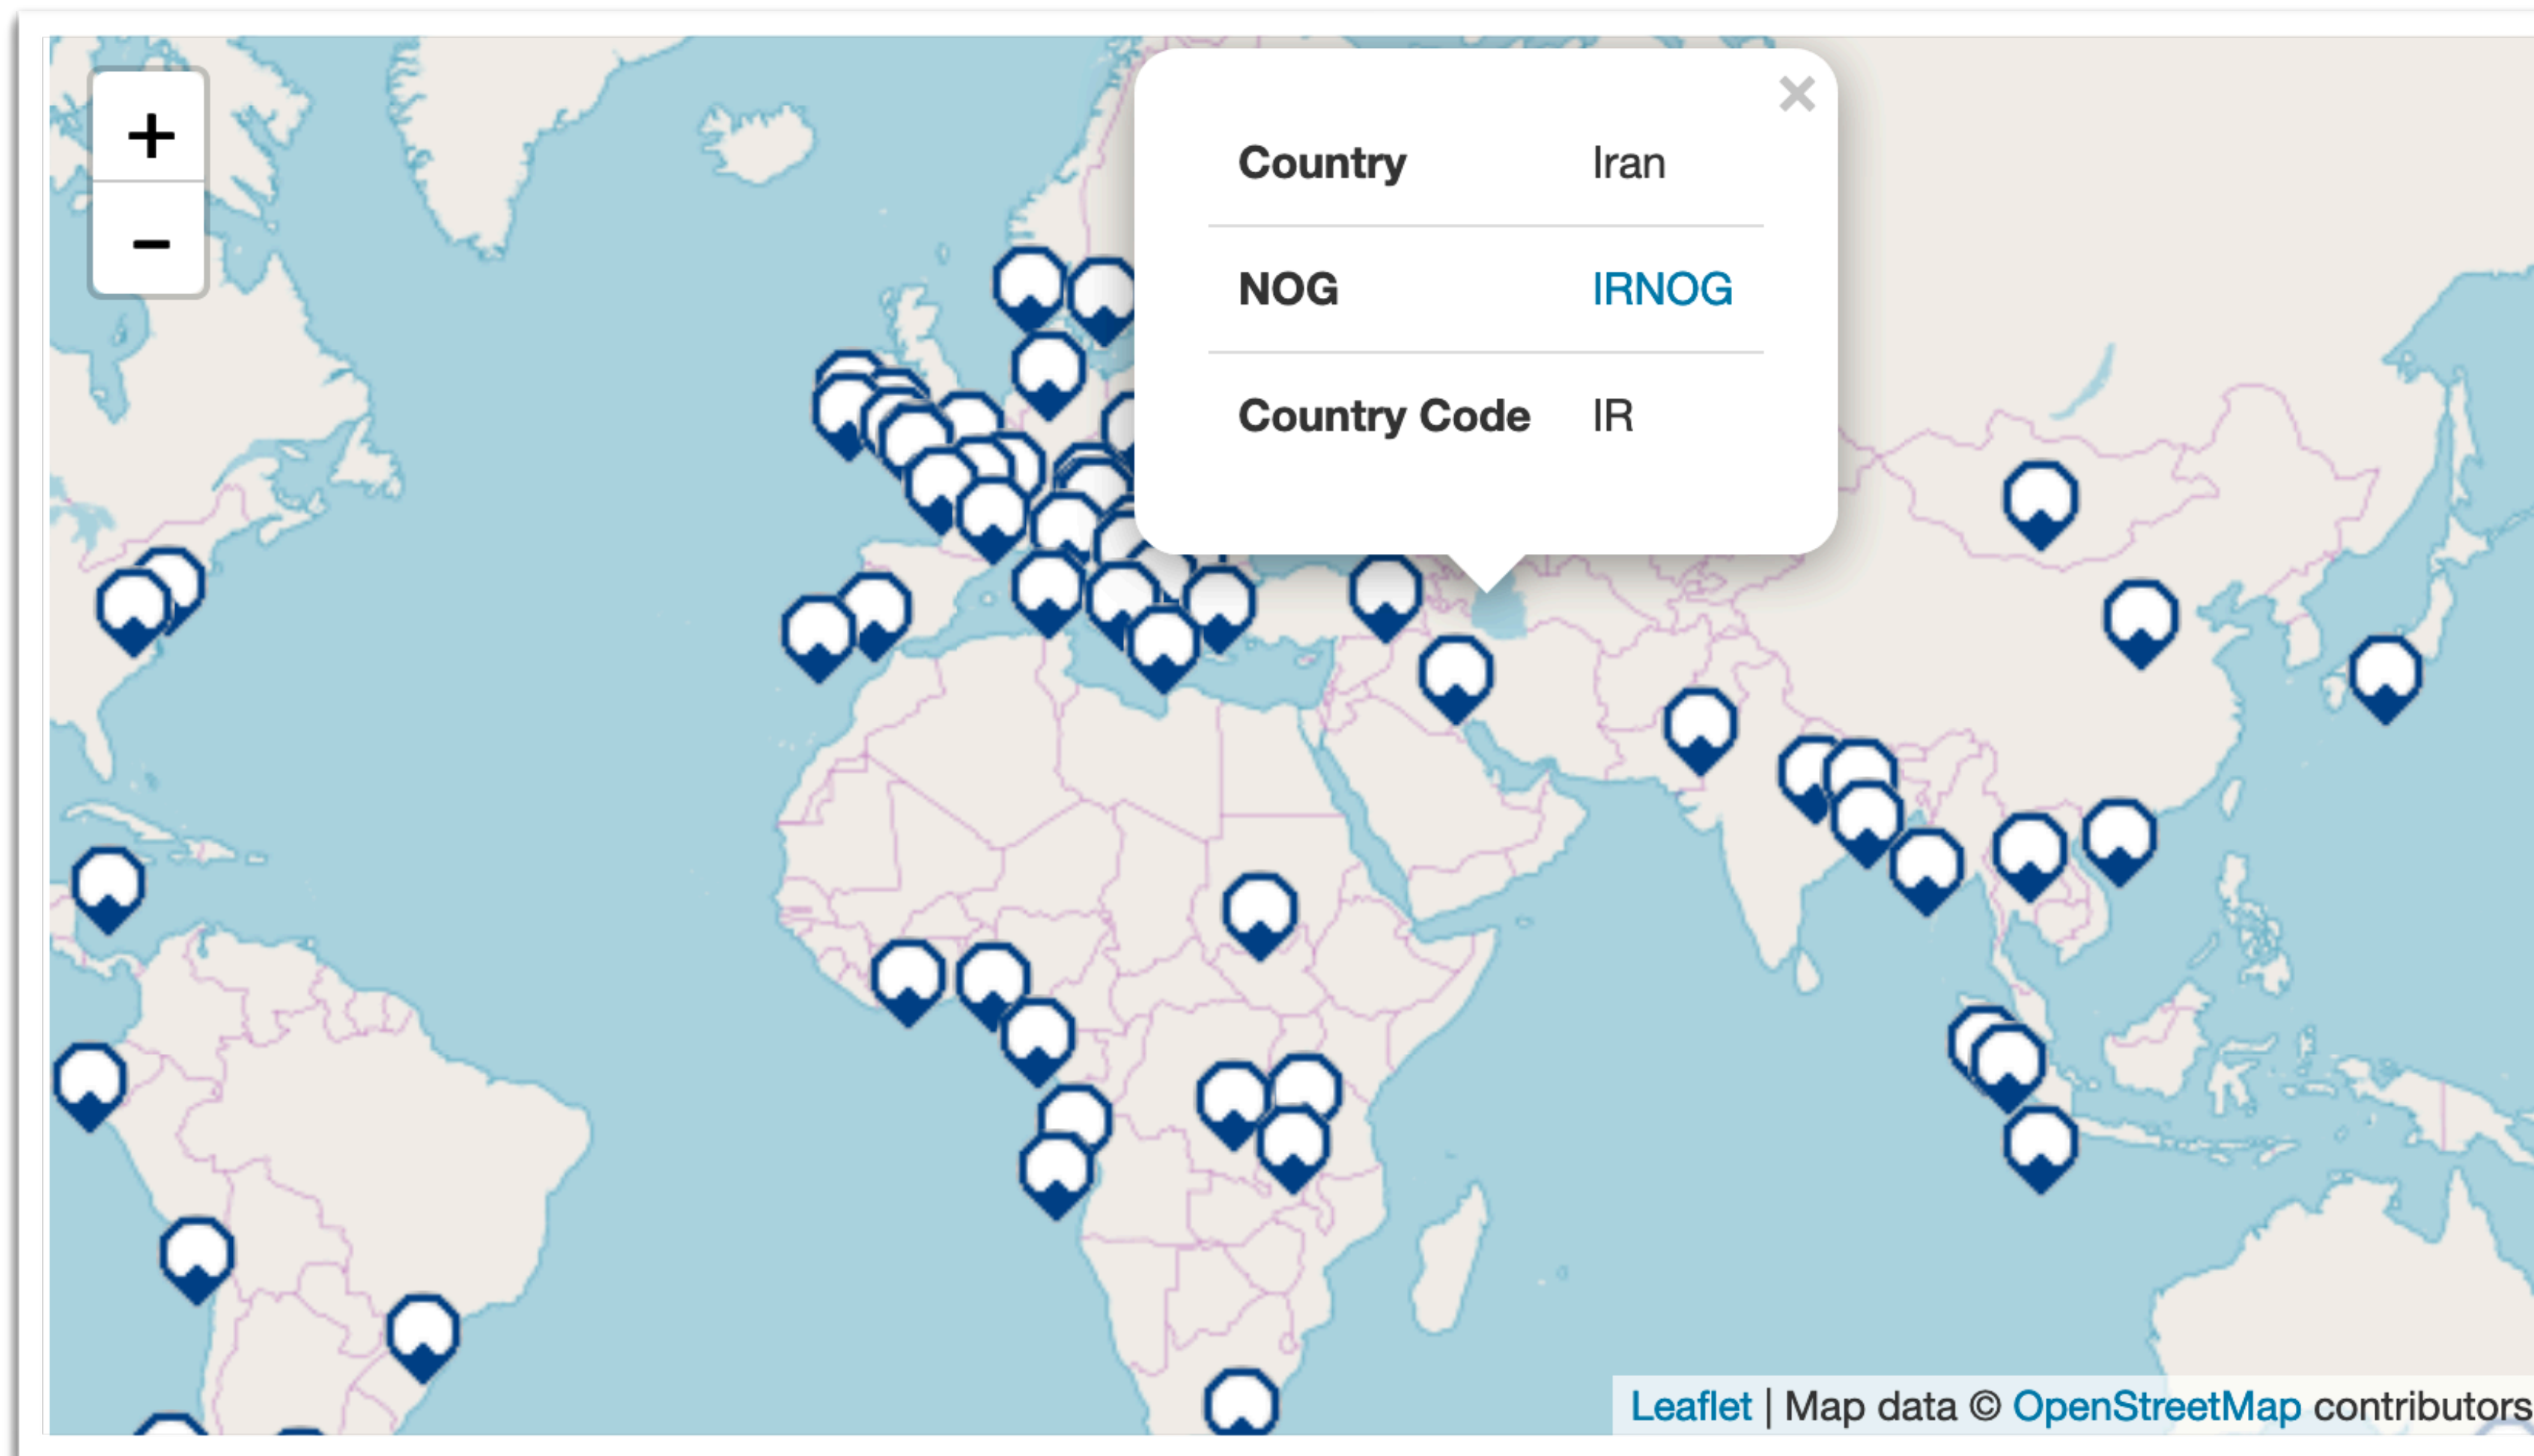 +
−
×
Country Iran
NOG IRNOG
Country Code IR
Leaflet | Map data © OpenStreetMap contributors